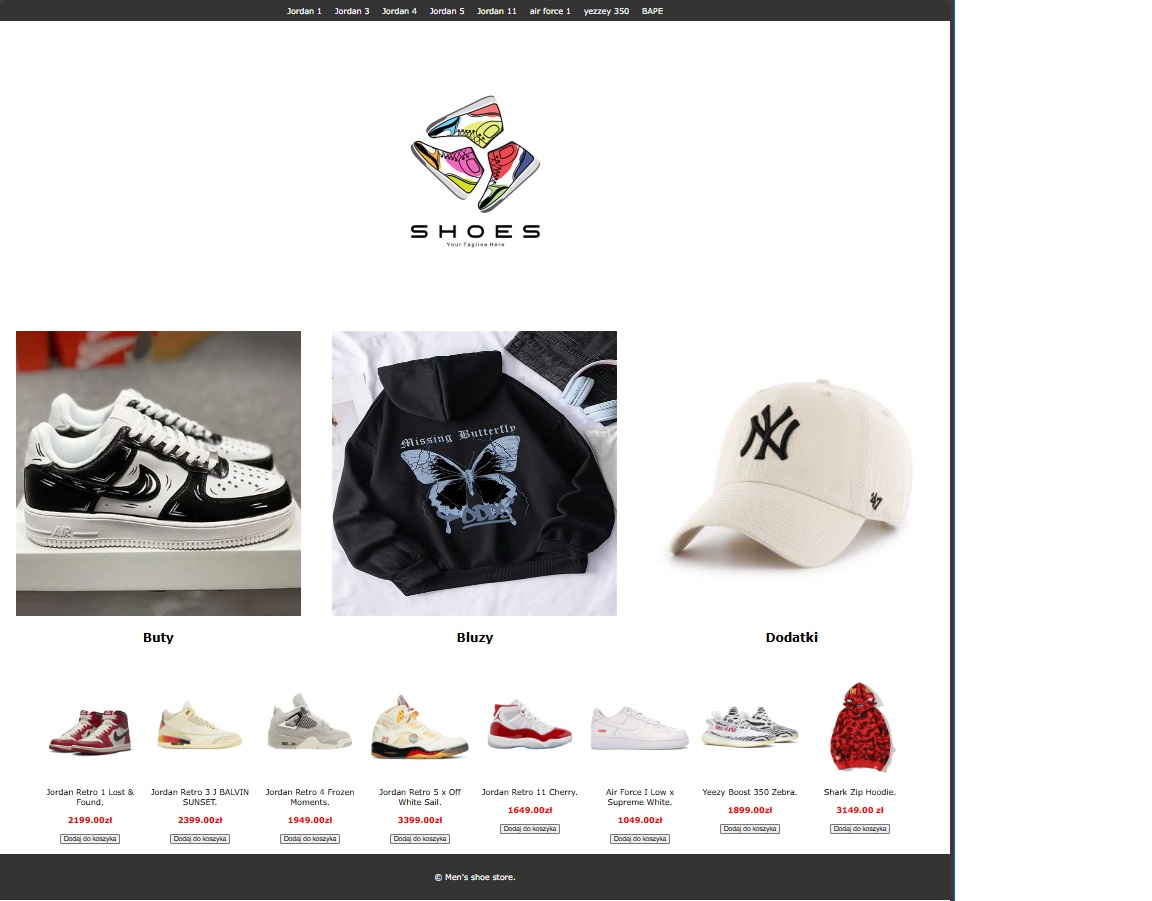 Jordan 1 Jordan 3 Jordan 4 Jordan 5 Jordan 11 air force 1 yezzey 350 BAPE
SHOES
Your Tagline Here
AIR
Missing Butterfly
NY
47
Buty Bluzy Dodatki
23
Jordan Retro 1 Lost &
Found.
2199.00zł
Dodaj do koszyka
Jordan Retro 3 J BALVIN
SUNSET.
2399.00zł
Dodaj do koszyka
Jordan Retro 4 Frozen
Moments.
1949.00zł
Dodaj do koszyka
Jordan Retro 5 x Off
White Sail.
3399.00zł
Dodaj do koszyka
Jordan Retro 11 Cherry.
1649.00zł
Dodaj do koszyka
Air Force I Low x
Supreme White.
1049.00zł
Dodaj do koszyka
Yeezy Boost 350 Zebra.
1899.00zł
Dodaj do koszyka
Shark Zip Hoodie.
3149.00 zł
Dodaj do koszyka
© Men's shoe store.